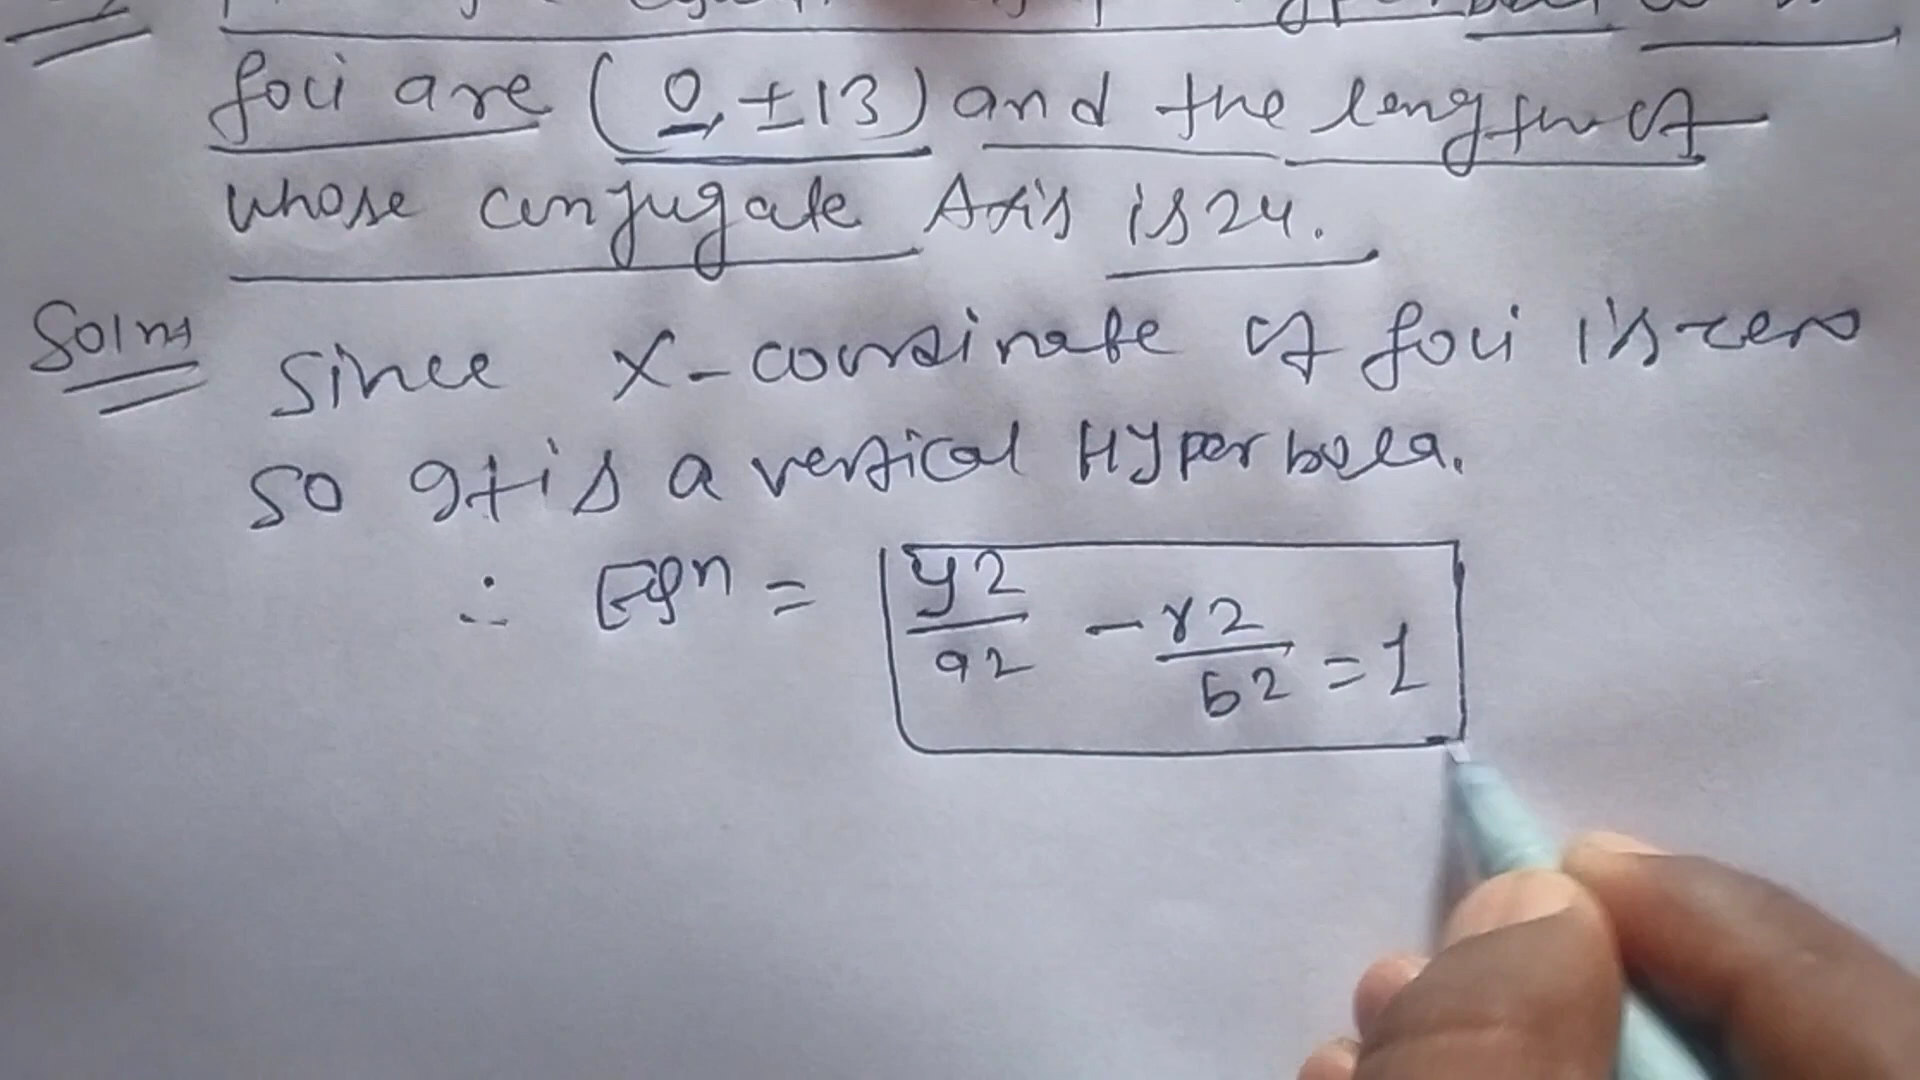 foci are (0, ±13) and the length of
whose conjugate Axis is 24.
Soln
Since x-coordinate of foci is zero
so It is a vertical Hyperbola.
∴ Eqn = y2/a2 - x2/b2 = 1